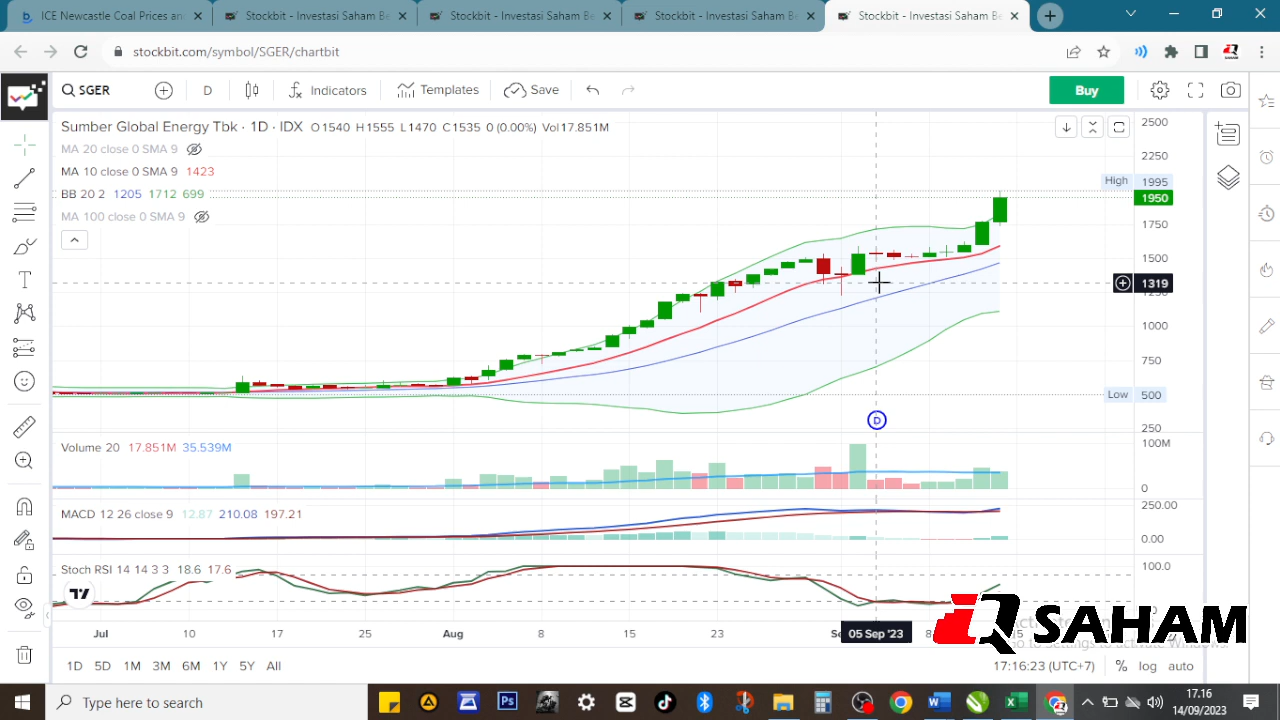 ICE Newcastle Coal Prices an
Stockbit - Investasi Saham Be
Stockbit - Investasi Saham Be
Stockbit - Investasi Saham Be
Stockbit - Investasi Saham Be
stockbit.com/symbol/SGER/chartbit
SGER D Indicators Templates Save Buy
Sumber Global Energy Tbk · 1D · IDX O1540 H1555 L1470 C1535 0 (0.00%) Vol17.851M
MA 20 close 0 SMA 9
MA 10 close 0 SMA 9 1423
BB 20 2 1205 1712 699
MA 100 close 0 SMA 9
2500
2250
High 1995
1950
1750
1500
1319
1250
1000
750
Low 500
250
D
Volume 20 17.851M 35.539M
100M
0
MACD 12 26 close 9 12.87 210.08 197.21
250.00
0.00
Stoch RSI 14 14 3 3 18.6 17.6
100.0
Jul 10 17 25 Aug 8 15 23 05 Sep '23
iQ SAHAM
Go to Settings to activate Windows.
1D 5D 1M 3M 6M 1Y 5Y All
17:16:23 (UTC+7) % log auto
Type here to search
17.16
14/09/2023